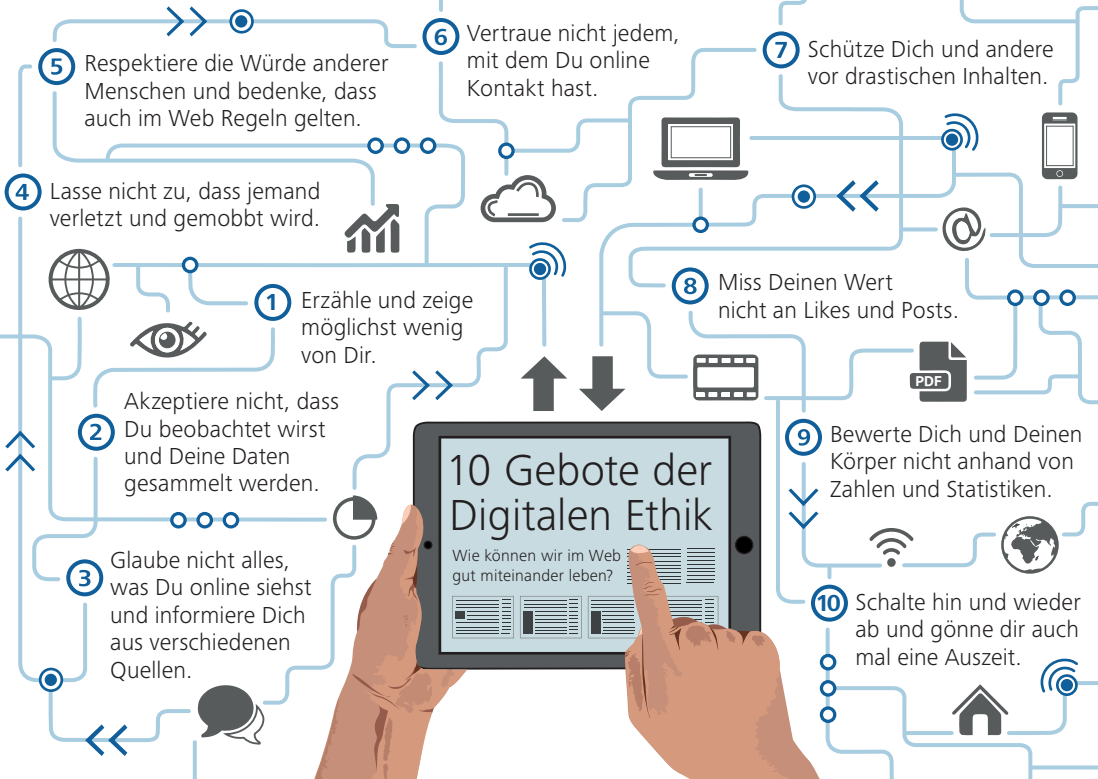 10 Gebote der
Digitalen Ethik
Wie können wir im Web
gut miteinander leben?
1
Erzähle und zeige
möglichst wenig
von Dir.
2
Akzeptiere nicht, dass
Du beobachtet wirst
und Deine Daten
gesammelt werden.
3
Glaube nicht alles,
was Du online siehst
und informiere Dich
aus verschiedenen
Quellen.
4
Lasse nicht zu, dass jemand
verletzt und gemobbt wird.
5
Respektiere die Würde anderer
Menschen und bedenke, dass
auch im Web Regeln gelten.
6
Vertraue nicht jedem,
mit dem Du online
Kontakt hast.
7
Schütze Dich und andere
vor drastischen Inhalten.
@
8
Miss Deinen Wert
nicht an Likes und Posts.
PDF
9
Bewerte Dich und Deinen
Körper nicht anhand von
Zahlen und Statistiken.
10
Schalte hin und wieder
ab und gönne dir auch
mal eine Auszeit.